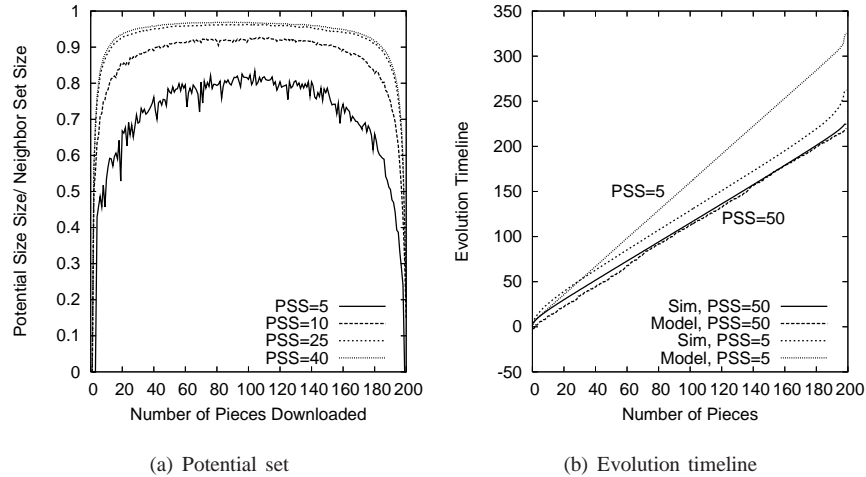 Potential Size Size/ Neighbor Set Size
1
0.9
0.8
0.7
0.6
0.5
0.4
0.3
0.2
0.1
0
PSS=5
PSS=10
PSS=25
PSS=40
0 20 40 60 80 100 120 140 160 180 200
Number of Pieces Downloaded
(a) Potential set
Evolution Timeline
350
300
250
200
150
100
50
0
-50
PSS=5
PSS=50
Sim, PSS=50
Model, PSS=50
Sim, PSS=5
Model, PSS=5
0 20 40 60 80 100 120 140 160 180 200
Number of Pieces
(b) Evolution timeline